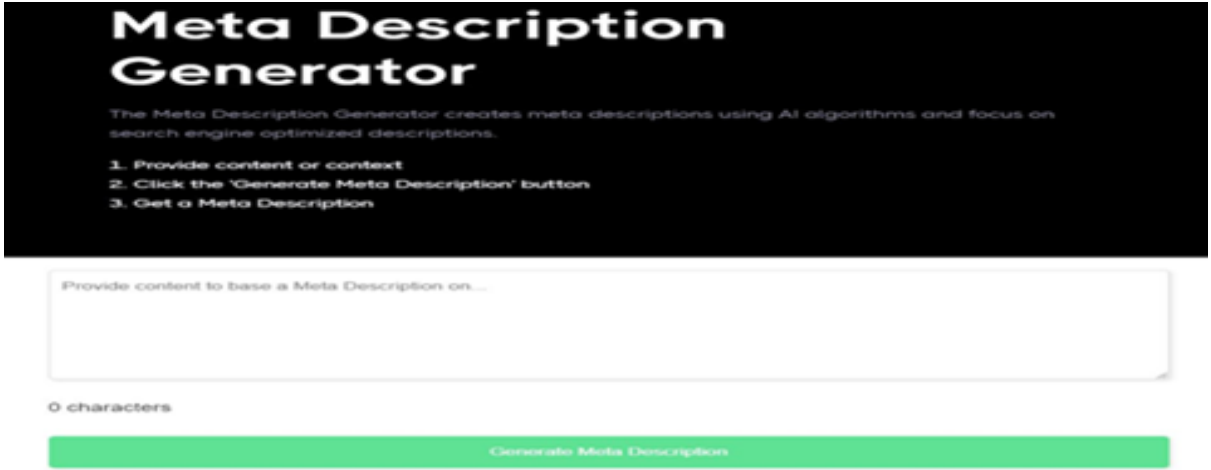 Meta Description
Generator
The Meta Description Generator creates meta descriptions using AI algorithms and focus on
search engine optimized descriptions.
1. Provide content or context
2. Click the 'Generate Meta Description' button
3. Get a Meta Description
Provide content to base a Meta Description on...
0 characters
Generate Meta Description